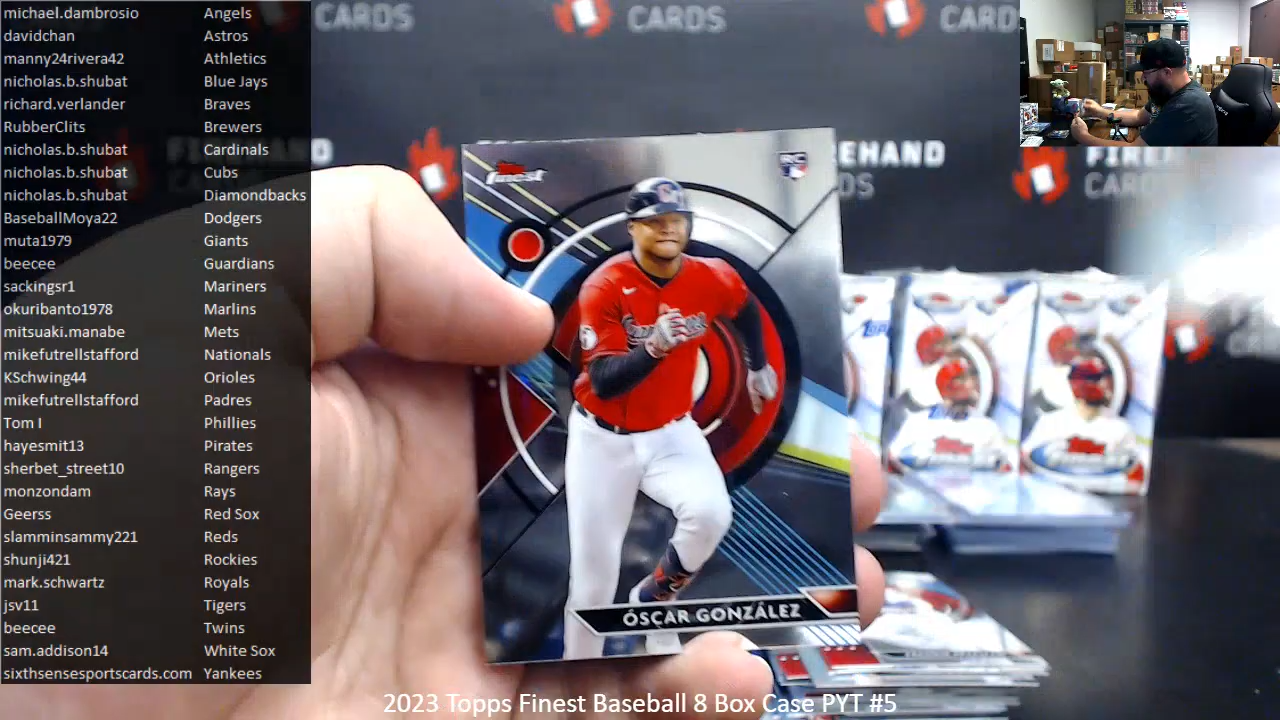 michael.dambrosio Angels
davidchan Astros
manny24rivera42 Athletics
nicholas.b.shubat Blue Jays
richard.verlander Braves
RubberClits Brewers
nicholas.b.shubat Cardinals
nicholas.b.shubat Cubs
nicholas.b.shubat Diamondbacks
BaseballMoya22 Dodgers
muta1979 Giants
beecee Guardians
sackingsr1 Mariners
okuribanto1978 Marlins
mitsuaki.manabe Mets
mikefutrellstafford Nationals
KSchwing44 Orioles
mikefutrellstafford Padres
Tom I Phillies
hayesmit13 Pirates
sherbet_street10 Rangers
monzondam Rays
Geerss Red Sox
slamminsammy221 Reds
shunji421 Rockies
mark.schwartz Royals
jsv11 Tigers
beecee Twins
sam.addison14 White Sox
sixthsensesportscards.com Yankees
CARDS
CARDS
CARD
EHAND
DS
FIREH
CARDS
Topps
finest
RC
ÓSCAR GONZÁLEZ
2023 Topps Finest Baseball 8 Box Case PYT #5